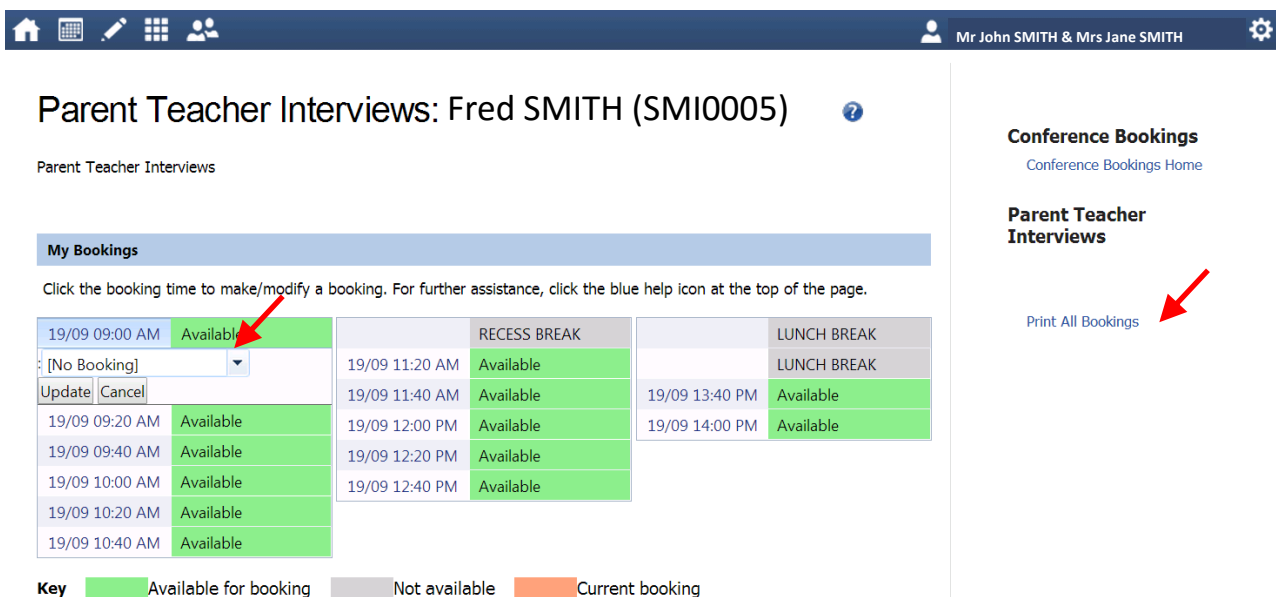 Mr John SMITH & Mrs Jane SMITH
Parent Teacher Interviews: Fred SMITH (SMI0005)
Parent Teacher Interviews
My Bookings
Click the booking time to make/modify a booking. For further assistance, click the blue help icon at the top of the page.
19/09 09:00 AM Available
: [No Booking]
Update Cancel
19/09 09:20 AM Available
19/09 09:40 AM Available
19/09 10:00 AM Available
19/09 10:20 AM Available
19/09 10:40 AM Available
RECESS BREAK
19/09 11:20 AM Available
19/09 11:40 AM Available
19/09 12:00 PM Available
19/09 12:20 PM Available
19/09 12:40 PM Available
LUNCH BREAK
LUNCH BREAK
19/09 13:40 PM Available
19/09 14:00 PM Available
Key Available for booking Not available Current booking
Conference Bookings
Conference Bookings Home
Parent Teacher
Interviews
Print All Bookings